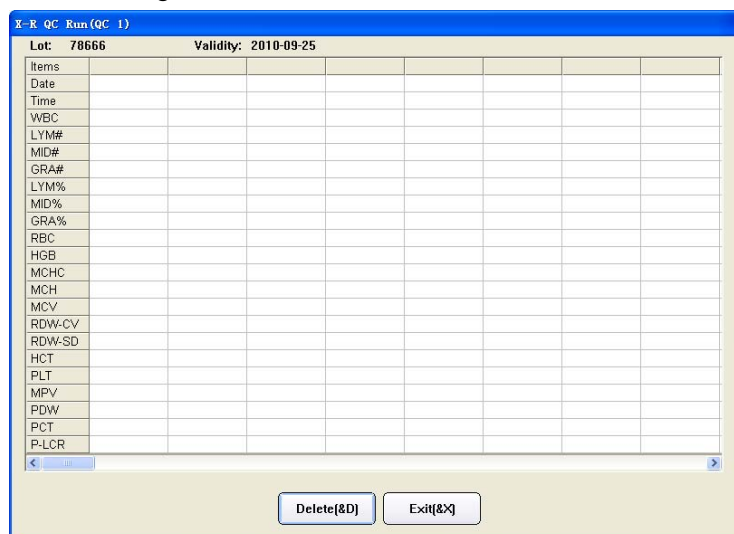 X-R QC Run(QC 1)
Lot: 78666 Validity: 2010-09-25
Items
Date
Time
WBC
LYM#
MID#
GRA#
LYM%
MID%
GRA%
RBC
HGB
MCHC
MCH
MCV
RDW-CV
RDW-SD
HCT
PLT
MPV
PDW
PCT
P-LCR
Delete(&D) Exit(&X)